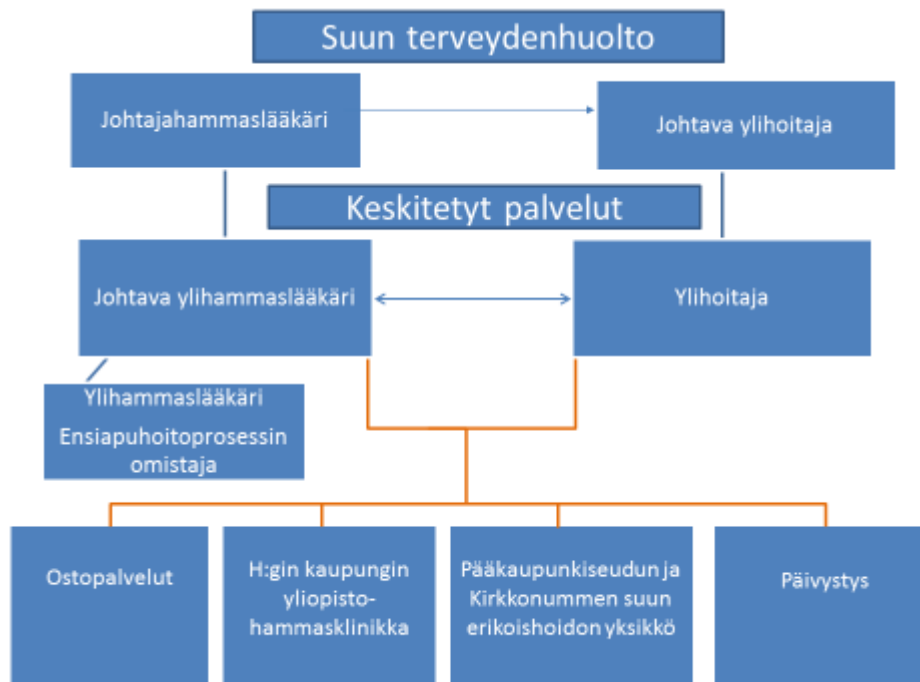 Suun terveydenhuolto
Johtajahammaslääkäri
Johtava ylihoitaja
Keskitetyt palvelut
Johtava ylihammaslääkäri
Ylihoitaja
Ylihammaslääkäri
Ensiapuhoitoprosessin
omistaja
Ostopalvelut
H:gin kaupungin
yliopisto-
hammasklinikka
Pääkaupunkiseudun ja
Kirkkonummen suun
erikoishoidon yksikkö
Päivystys